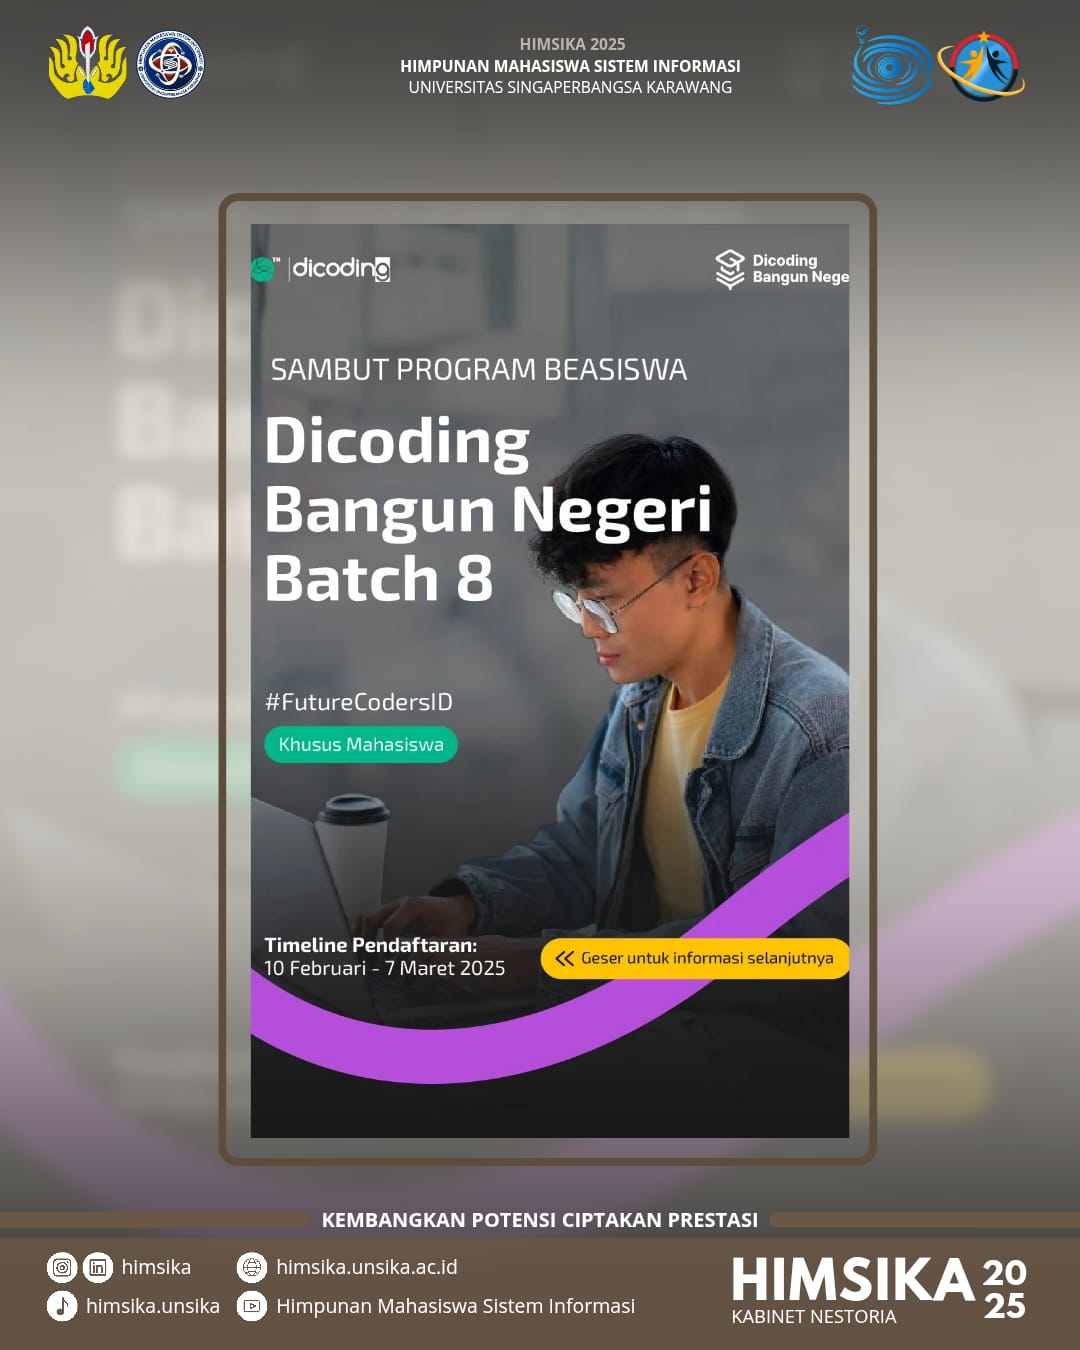 HIMSIKA 2025
HIMPUNAN MAHASISWA SISTEM INFORMASI
UNIVERSITAS SINGAPERBANGSA KARAWANG
TM
dicoding
Dicoding
Bangun Nege
SAMBUT PROGRAM BEASISWA
Dicoding
Bangun Negeri
Batch 8
#FutureCodersID
Khusus Mahasiswa
Timeline Pendaftaran:
10 Februari - 7 Maret 2025
Geser untuk informasi selanjutnya
KEMBANGKAN POTENSI CIPTAKAN PRESTASI
himsika
himsika.unsika.ac.id
himsika.unsika
Himpunan Mahasiswa Sistem Informasi
HIMSIKA 2025
KABINET NESTORIA